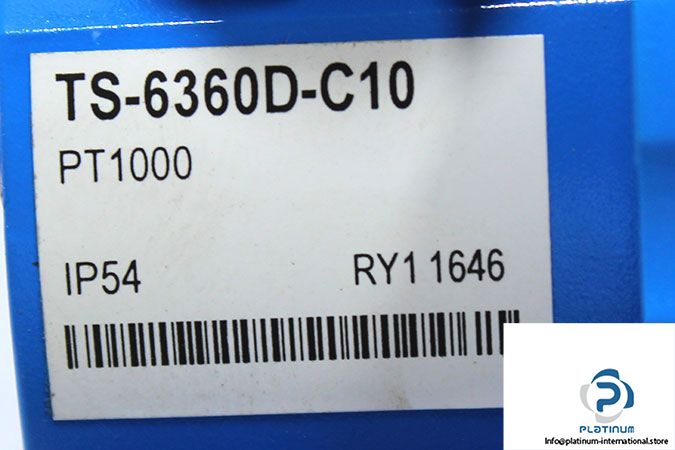 TS-6360D-C10
PT1000
IP54 RY1 1646
PLATINUM
Info@platinum-international.store